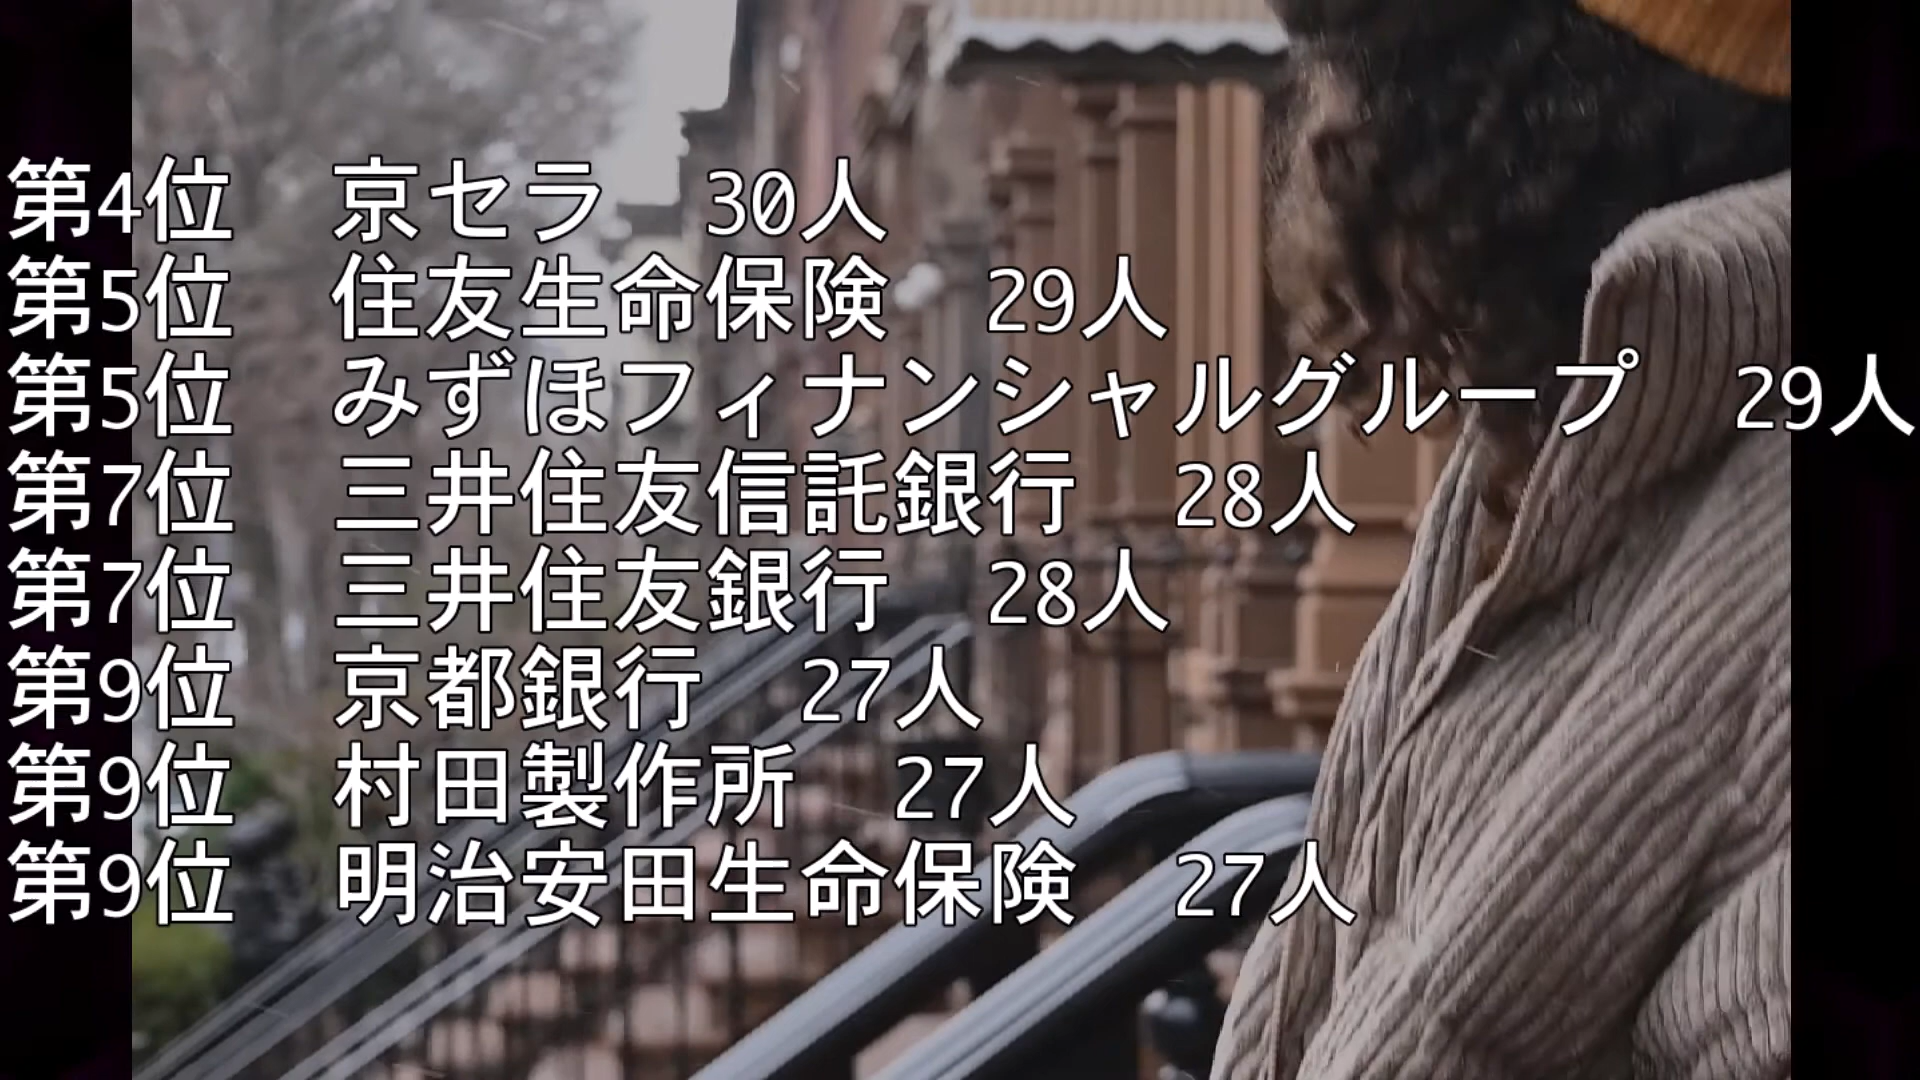 第4位　京セラ　30人
第5位　住友生命保険　29人
第5位　みずほフィナンシャルグループ　29人
第7位　三井住友信託銀行　28人
第7位　三井住友銀行　28人
第9位　京都銀行　27人
第9位　村田製作所　27人
第9位　明治安田生命保険　27人